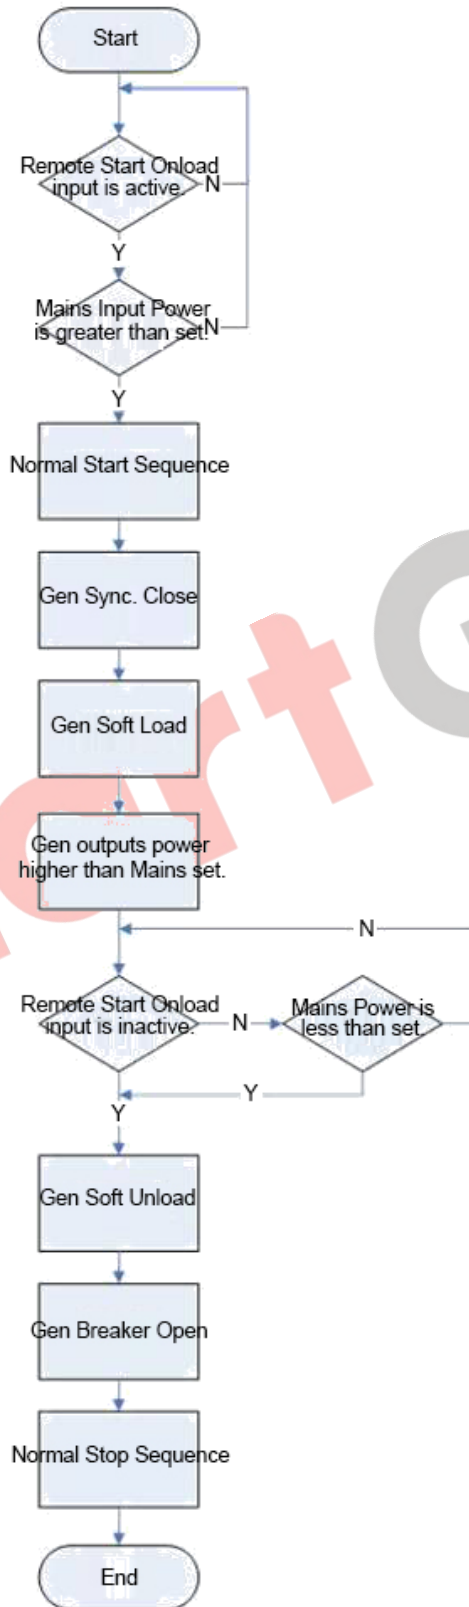 Start
Remote Start Onload
input is active.
N
Y
Mains Input Power
is greater than set.
N
Y
Normal Start Sequence
Gen Sync. Close
Gen Soft Load
Gen outputs power
higher than Mains set.
N
Remote Start Onload
input is inactive.
N
Mains Power is
less than set.
Y
Y
Gen Soft Unload
Gen Breaker Open
Normal Stop Sequence
End